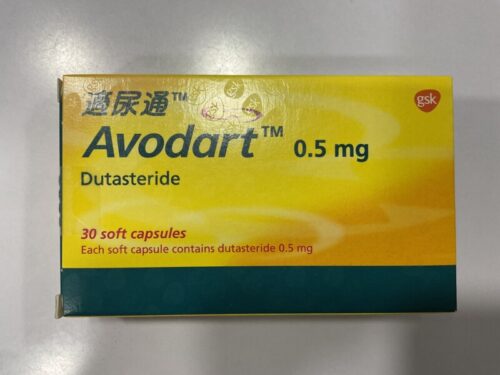 適尿通™
Avodart™ 0.5 mg
gsk
Dutasteride
30 soft capsules
Each soft capsule contains dutasteride 0.5 mg